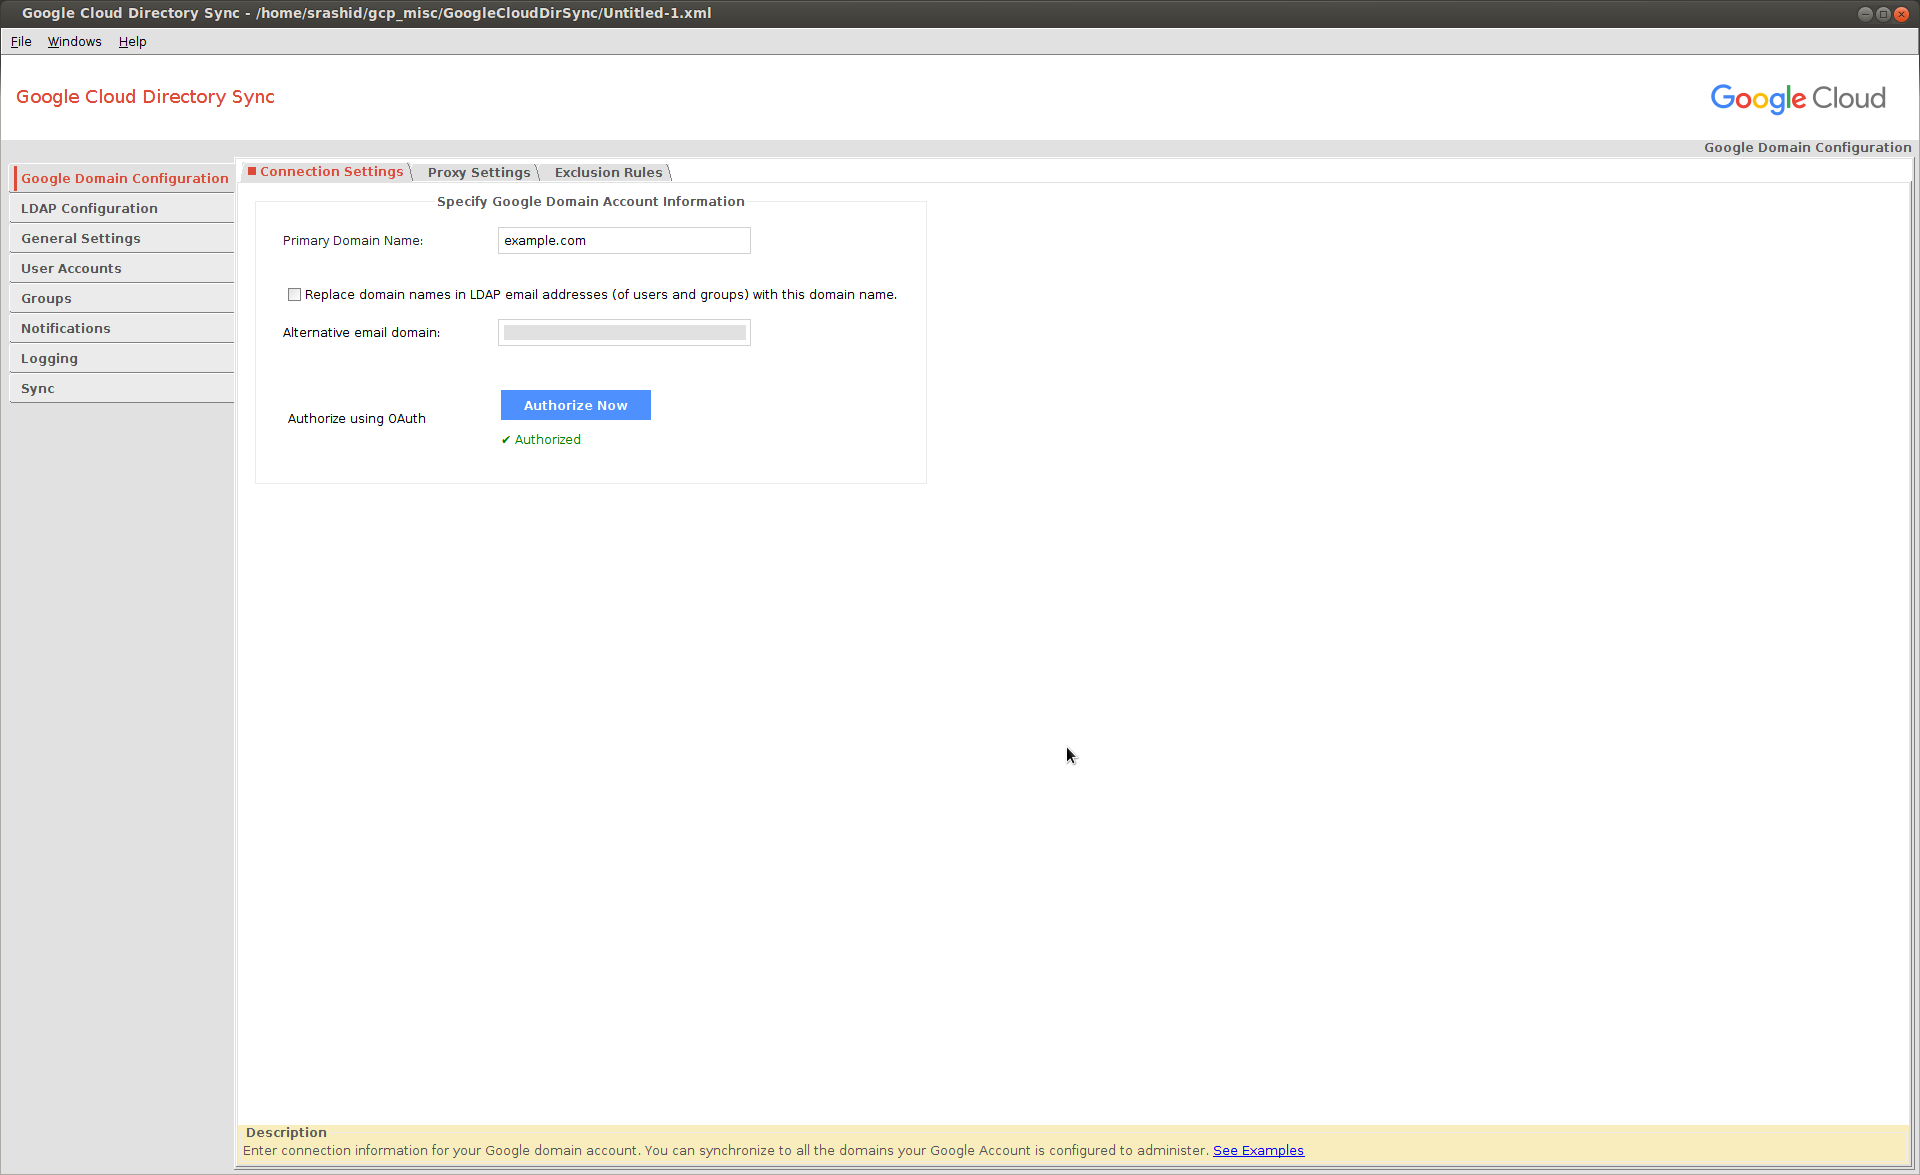 Google Cloud Directory Sync - /home/srashid/gcp_misc/GoogleCloudDirSync/Untitled-1.xml
File Windows Help
Google Cloud Directory Sync
Google Cloud
Google Domain Configuration
Google Domain Configuration
LDAP Configuration
General Settings
User Accounts
Groups
Notifications
Logging
Sync
Connection Settings Proxy Settings Exclusion Rules
Specify Google Domain Account Information
Primary Domain Name: example.com
Replace domain names in LDAP email addresses (of users and groups) with this domain name.
Alternative email domain:
Authorize using OAuth
Authorize Now
✔ Authorized
Description
Enter connection information for your Google domain account. You can synchronize to all the domains your Google Account is configured to administer. See Examples